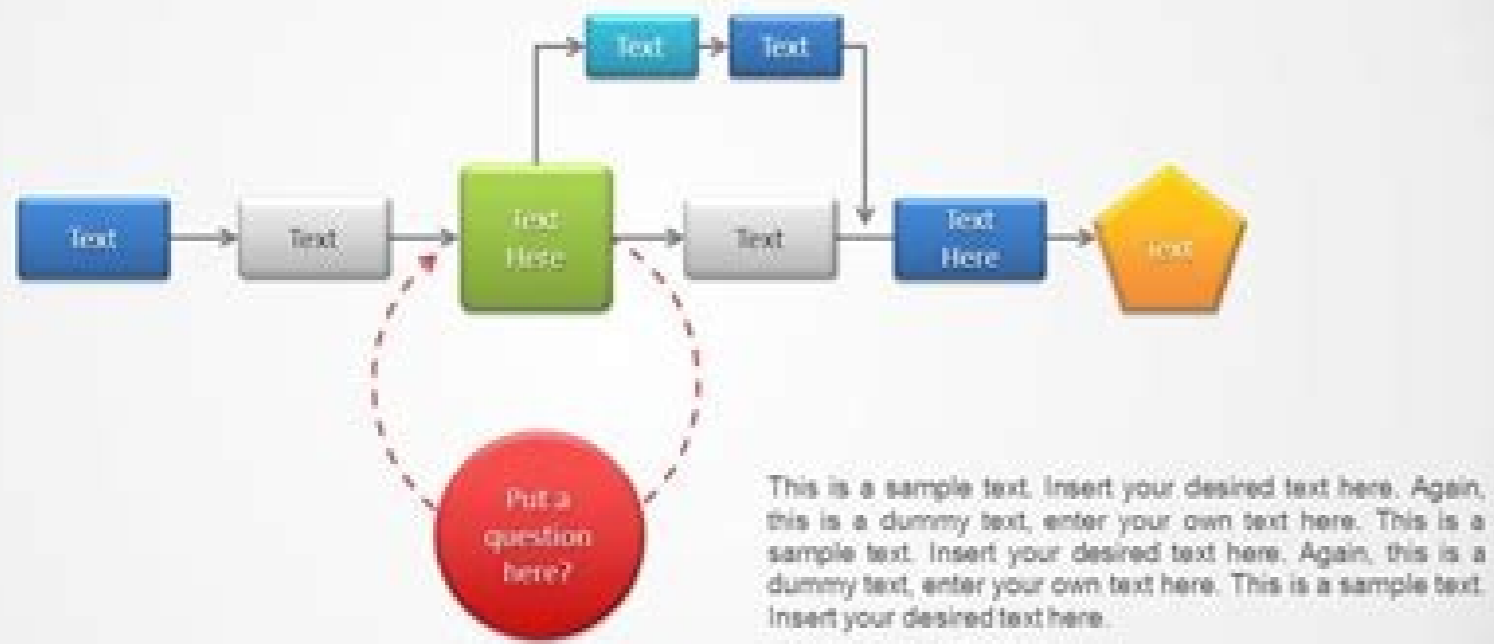 Text
Text
Text
Text
Text
Here
Text
Text
Here
Text
Put a
question
here?
This is a sample text. Insert your desired text here. Again,
this is a dummy text, enter your own text here. This is a
sample text. Insert your desired text here. Again, this is a
dummy text, enter your own text here. This is a sample text.
Insert your desired text here.